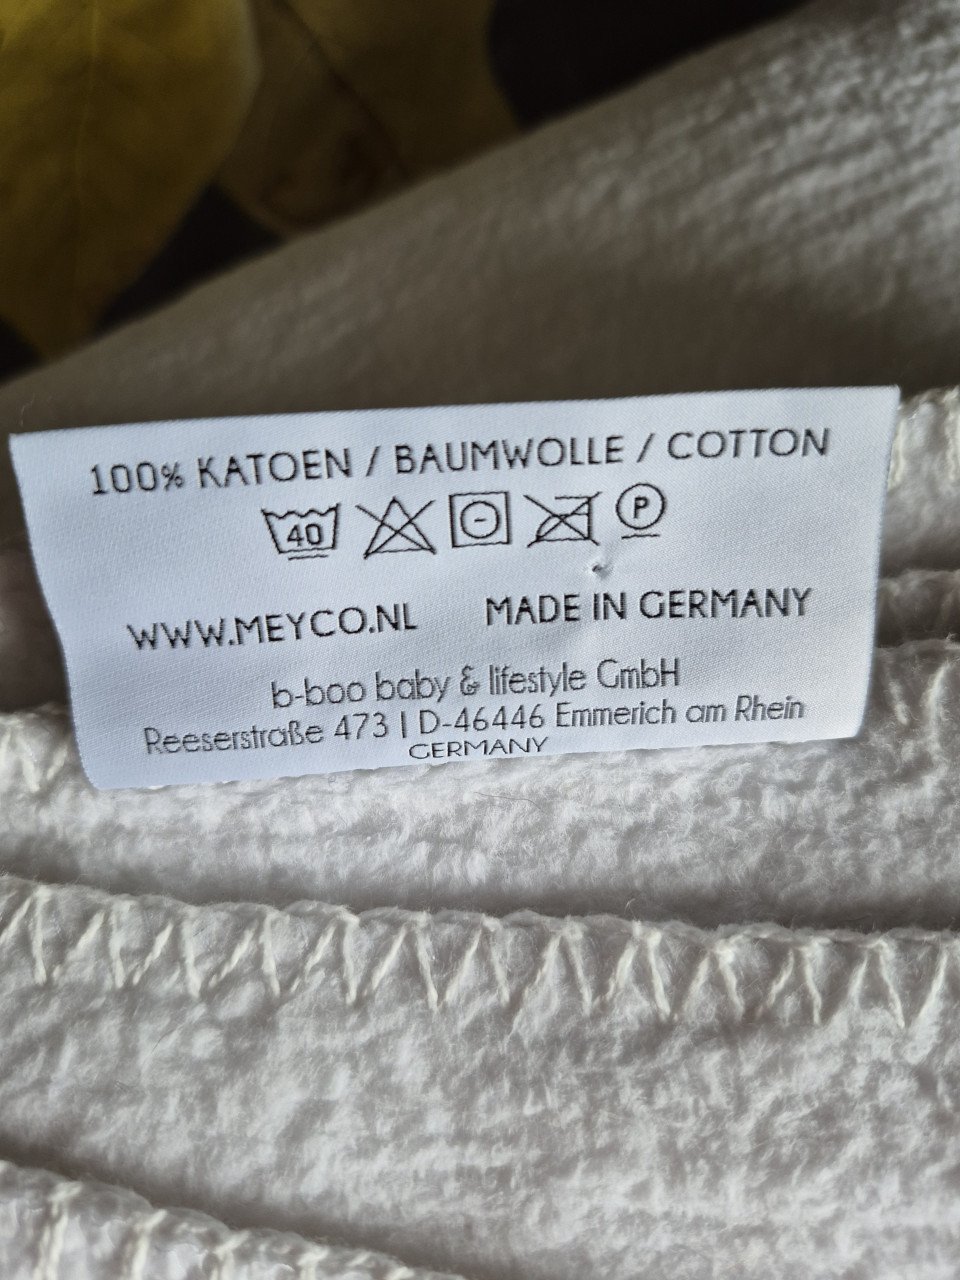 100% KATOEN / BAUMWOLLE / COTTON
40 P
WWW.MEYCO.NL MADE IN GERMANY
b-boo baby & lifestyle GmbH
Reeserstraße 473 | D-46446 Emmerich am Rhein
GERMANY